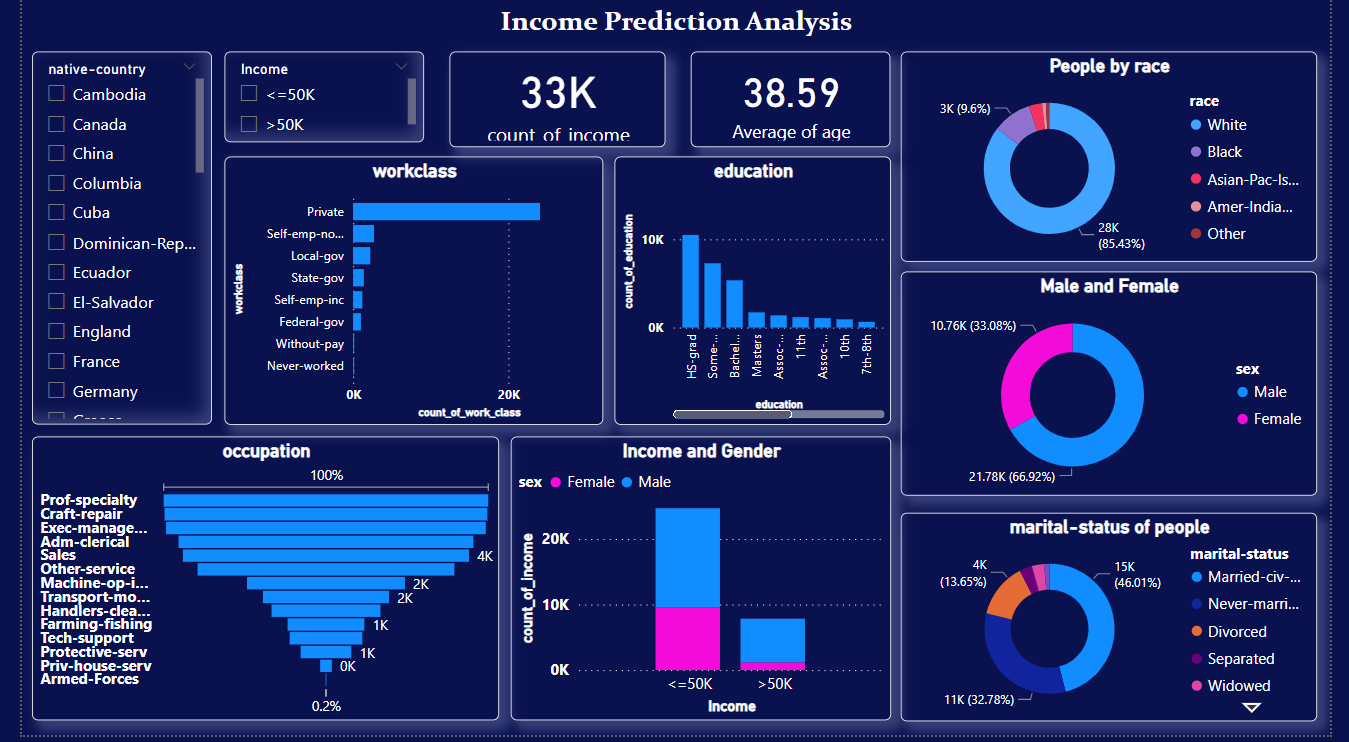 Income Prediction Analysis
native-country
Cambodia
Canada
China
Columbia
Cuba
Dominican-Rep...
Ecuador
El-Salvador
England
France
Germany
Income
<=50K
>50K
33K
count_of_income
38.59
Average of age
People by race
3K (9.6%)
28K
(85.43%)
race
White
Black
Asian-Pac-Is...
Amer-India...
Other
workclass
workclass
Private
Self-emp-no...
Local-gov
State-gov
Self-emp-inc
Federal-gov
Without-pay
Never-worked
0K
20K
count_of_work_class
education
count_of_education
10K
0K
HS-grad
Some-...
Bachel...
Masters
Assoc-...
11th
Assoc-...
10th
7th-8th
education
Male and Female
10.76K (33.08%)
21.78K (66.92%)
sex
Male
Female
occupation
100%
Prof-specialty
Craft-repair
Exec-manage...
Adm-clerical
Sales
4K
Other-service
Machine-op-i...
2K
Transport-mo...
2K
Handlers-clea...
Farming-fishing
1K
Tech-support
Protective-serv
1K
Priv-house-serv
0K
Armed-Forces
0.2%
Income and Gender
sex
Female
Male
count_of_income
20K
10K
0K
<=50K
>50K
Income
marital-status of people
4K
(13.65%)
15K
(46.01%)
11K (32.78%)
marital-status
Married-civ-...
Never-marri...
Divorced
Separated
Widowed